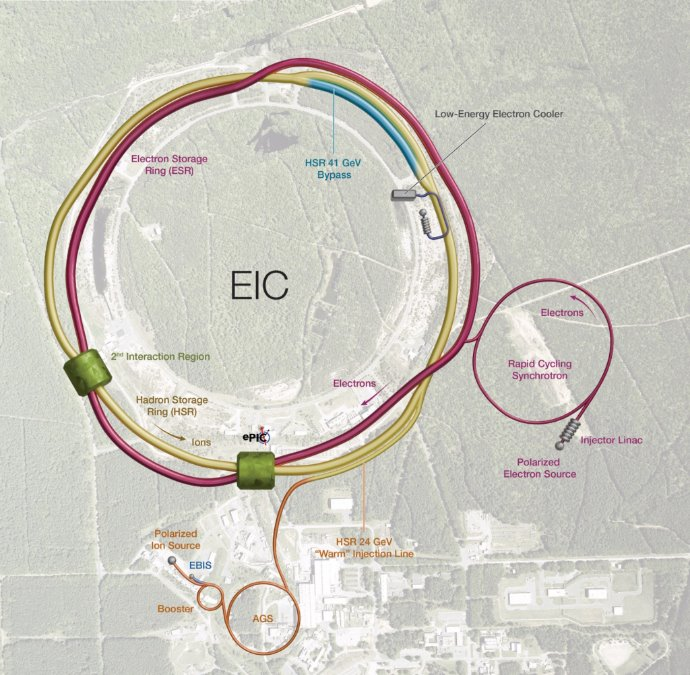 Low-Energy Electron Cooler
Electron Storage
Ring (ESR)
HSR 41 GeV
Bypass
EIC
Electrons
Rapid Cycling
Synchrotron
2nd Interaction Region
Electrons
Hadron Storage
Ring (HSR)
Ions
ePIC
Injector Linac
Polarized
Electron Source
Polarized
Ion Source
HSR 24 GeV
"Warm" Injection Line
EBIS
Booster
AGS